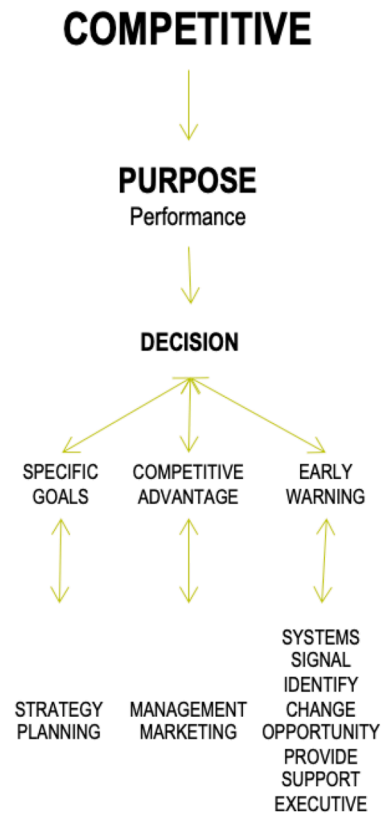 COMPETITIVE
PURPOSE
Performance
DECISION
SPECIFIC
GOALS
COMPETITIVE
ADVANTAGE
EARLY
WARNING
STRATEGY
PLANNING
MANAGEMENT
MARKETING
SYSTEMS
SIGNAL
IDENTIFY
CHANGE
OPPORTUNITY
PROVIDE
SUPPORT
EXECUTIVE